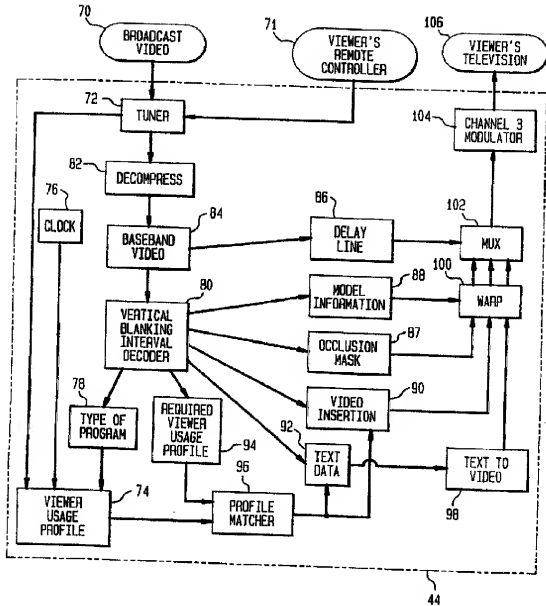 70
BROADCAST
VIDEO
71
VIEWER'S
REMOTE
CONTROLLER
106
VIEWER'S
TELEVISION
72
TUNER
104
CHANNEL 3
MODULATOR
82
DECOMPRESS
76
CLOCK
84
BASEBAND
VIDEO
86
DELAY
LINE
102
MUX
80
VERTICAL
BLANKING
INTERVAL
DECODER
88
MODEL
INFORMATION
100
WARP
87
OCCLUSION
MASK
90
VIDEO
INSERTION
78
TYPE OF
PROGRAM
REQUIRED
VIEWER
USAGE
PROFILE
94
92
TEXT
DATA
TEXT TO
VIDEO
98
74
VIEWER
USAGE
PROFILE
96
PROFILE
MATCHER
44